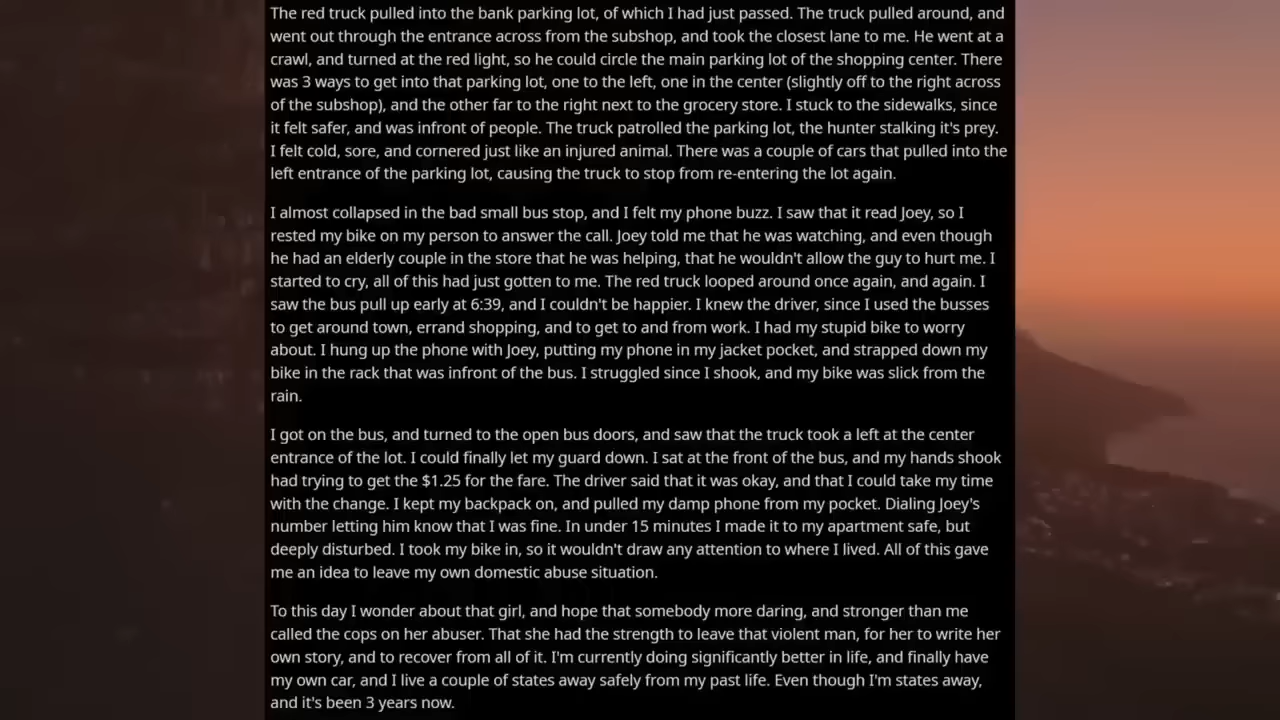 The red truck pulled into the bank parking lot, of which I had just passed. The truck pulled around, and
went out through the entrance across from the subshop, and took the closest lane to me. He went at a
crawl, and turned at the red light, so he could circle the main parking lot of the shopping center. There
was 3 ways to get into that parking lot, one to the left, one in the center (slightly off to the right across
of the subshop), and the other far to the right next to the grocery store. I stuck to the sidewalks, since
it felt safer, and was infront of people. The truck patrolled the parking lot, the hunter stalking it's prey.
I felt cold, sore, and cornered just like an injured animal. There was a couple of cars that pulled into the
left entrance of the parking lot, causing the truck to stop from re-entering the lot again.
I almost collapsed in the bad small bus stop, and I felt my phone buzz. I saw that it read Joey, so I
rested my bike on my person to answer the call. Joey told me that he was watching, and even though
he had an elderly couple in the store that he was helping, that he wouldn't allow the guy to hurt me. I
started to cry, all of this had just gotten to me. The red truck looped around once again, and again. I
saw the bus pull up early at 6:39, and I couldn't be happier. I knew the driver, since I used the busses
to get around town, errand shopping, and to get to and from work. I had my stupid bike to worry
about. I hung up the phone with Joey, putting my phone in my jacket pocket, and strapped down my
bike in the rack that was infront of the bus. I struggled since I shook, and my bike was slick from the
rain.
I got on the bus, and turned to the open bus doors, and saw that the truck took a left at the center
entrance of the lot. I could finally let my guard down. I sat at the front of the bus, and my hands shook
had trying to get the $1.25 for the fare. The driver said that it was okay, and that I could take my time
with the change. I kept my backpack on, and pulled my damp phone from my pocket. Dialing Joey's
number letting him know that I was fine. In under 15 minutes I made it to my apartment safe, but
deeply disturbed. I took my bike in, so it wouldn't draw any attention to where I lived. All of this gave
me an idea to leave my own domestic abuse situation.
To this day I wonder about that girl, and hope that somebody more daring, and stronger than me
called the cops on her abuser. That she had the strength to leave that violent man, for her to write her
own story, and to recover from all of it. I'm currently doing significantly better in life, and finally have
my own car, and I live a couple of states away safely from my past life. Even though I'm states away,
and it's been 3 years now.